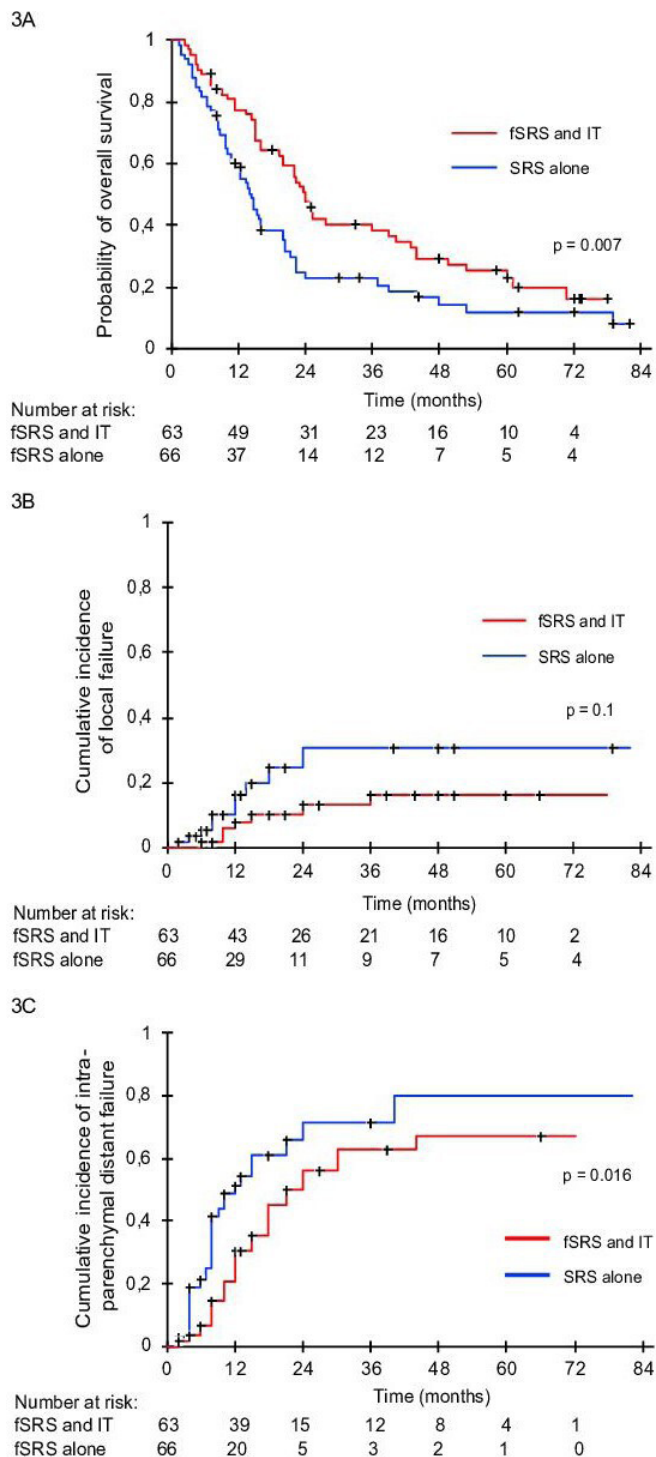 3A
Probability of overall survival
1
0,8
0,6
0,4
0,2
0
fSRS and IT
SRS alone
p = 0.007
0 12 24 36 48 60 72 84
Time (months)
Number at risk:
fSRS and IT 63 49 31 23 16 10 4
fSRS alone 66 37 14 12 7 5 4
3B
Cumulative incidence
of local failure
1
0,8
0,6
0,4
0,2
0
fSRS and IT
SRS alone
p = 0.1
0 12 24 36 48 60 72 84
Time (months)
Number at risk:
fSRS and IT 63 43 26 21 16 10 2
fSRS alone 66 29 11 9 7 5 4
3C
Cumulative incidence of intra-
parenchymal distant failure
1
0,8
0,6
0,4
0,2
0
p = 0.016
fSRS and IT
SRS alone
0 12 24 36 48 60 72 84
Time (months)
Number at risk:
fSRS and IT 63 39 15 12 8 4 1
fSRS alone 66 20 5 3 2 1 0